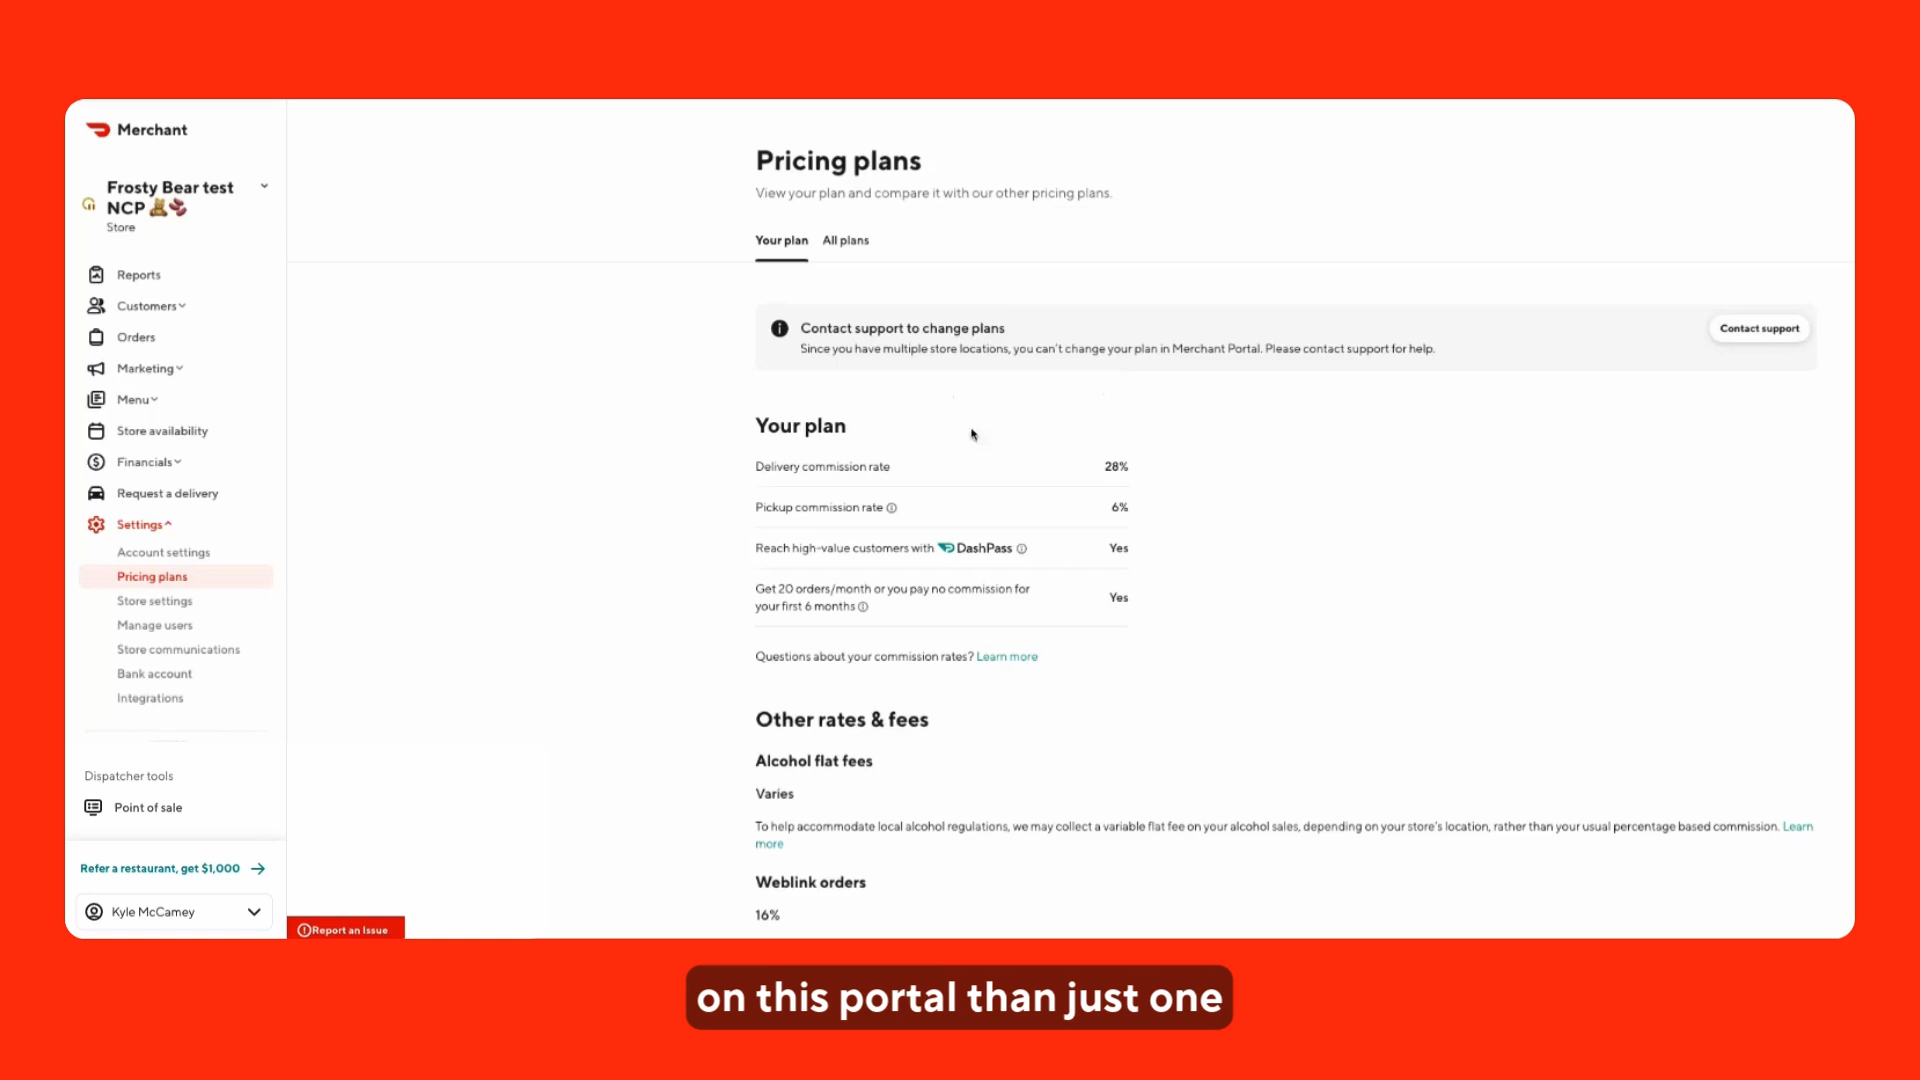 Merchant
Frosty Bear test
NCP
Store
Reports
Customers
Orders
Marketing
Menu
Store availability
Financials
Request a delivery
Settings
Account settings
Pricing plans
Store settings
Manage users
Store communications
Bank account
Integrations
Dispatcher tools
Point of sale
Refer a restaurant, get $1,000
Kyle McCamey
Report an Issue
Pricing plans
View your plan and compare it with our other pricing plans.
Your plan All plans
Contact support to change plans
Since you have multiple store locations, you can't change your plan in Merchant Portal. Please contact support for help.
Contact support
Your plan
Delivery commission rate 28%
Pickup commission rate 6%
Reach high-value customers with DashPass Yes
Get 20 orders/month or you pay no commission for
your first 6 months Yes
Questions about your commission rates? Learn more
Other rates & fees
Alcohol flat fees
Varies
To help accommodate local alcohol regulations, we may collect a variable flat fee on your alcohol sales, depending on your store's location, rather than your usual percentage based commission. Learn
more
Weblink orders
16%
on this portal than just one